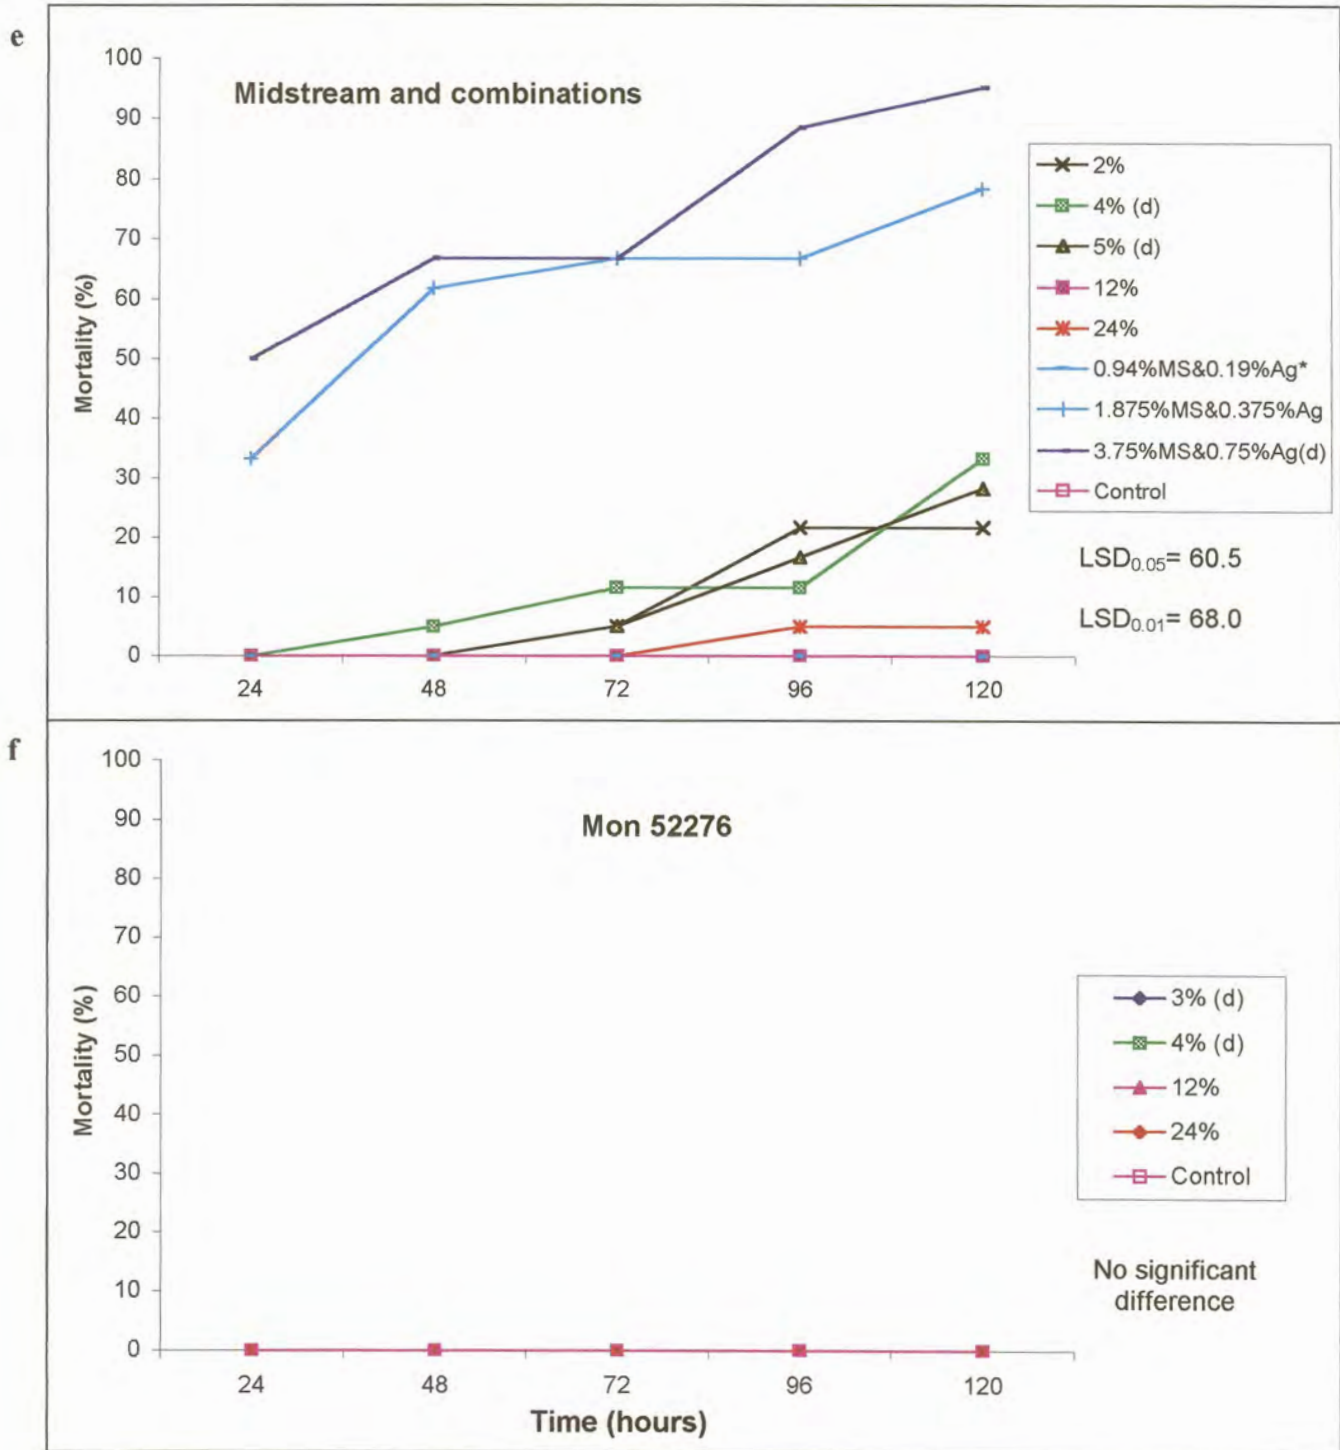 e
Midstream and combinations
Mortality (%)
100
90
80
70
60
50
40
30
20
10
0
24 48 72 96 120
2%
4% (d)
5% (d)
12%
24%
0.94%MS&0.19%Ag*
1.875%MS&0.375%Ag
3.75%MS&0.75%Ag(d)
Control
LSD0.05= 60.5
LSD0.01= 68.0
f
Mon 52276
Mortality (%)
100
90
80
70
60
50
40
30
20
10
0
24 48 72 96 120
Time (hours)
3% (d)
4% (d)
12%
24%
Control
No significant
difference